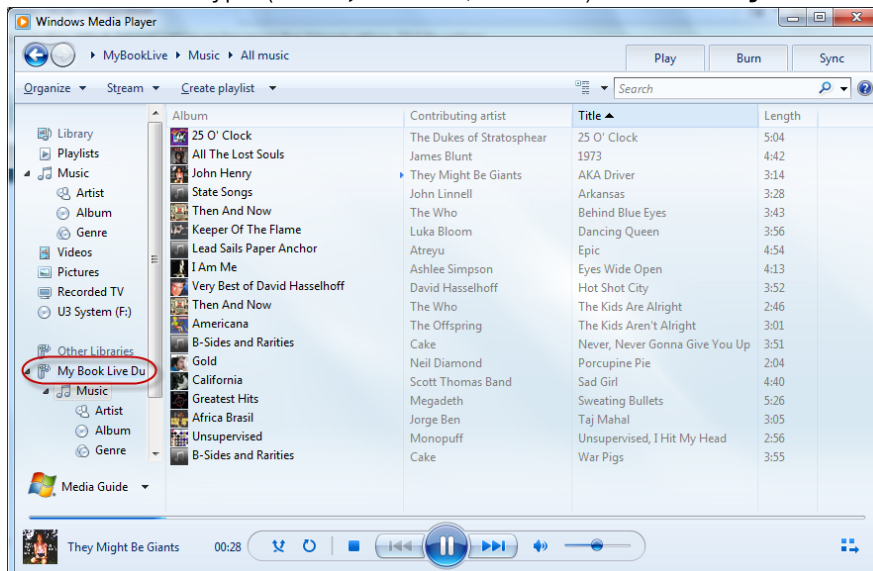 Windows Media Player
MyBookLive Music All music Play Burn Sync
Organize Stream Create playlist Search
Album Contributing artist Title Length
Library
Playlists
Music
Artist
Album
Genre
Videos
Pictures
Recorded TV
U3 System (F:)
Other Libraries
My Book Live Du
Music
Artist
Album
Genre
Media Guide
25 O' Clock The Dukes of Stratosphear 25 O' Clock 5:04
All The Lost Souls James Blunt 1973 4:42
John Henry They Might Be Giants AKA Driver 3:14
State Songs John Linnell Arkansas 3:28
Then And Now The Who Behind Blue Eyes 3:43
Keeper Of The Flame Luka Bloom Dancing Queen 3:56
Lead Sails Paper Anchor Atreyu Epic 4:54
I Am Me Ashlee Simpson Eyes Wide Open 4:13
Very Best of David Hasselhoff David Hasselhoff Hot Shot City 3:52
Then And Now The Who The Kids Are Alright 2:46
Americana The Offspring The Kids Aren't Alright 3:01
B-Sides and Rarities Cake Never, Never Gonna Give You Up 3:51
Gold Neil Diamond Porcupine Pie 2:04
California Scott Thomas Band Sad Girl 4:40
Greatest Hits Megadeth Sweating Bullets 5:26
Africa Brasil Jorge Ben Taj Mahal 3:05
Unsupervised Monopuff Unsupervised, I Hit My Head 2:56
B-Sides and Rarities Cake War Pigs 3:55
They Might Be Giants 00:28